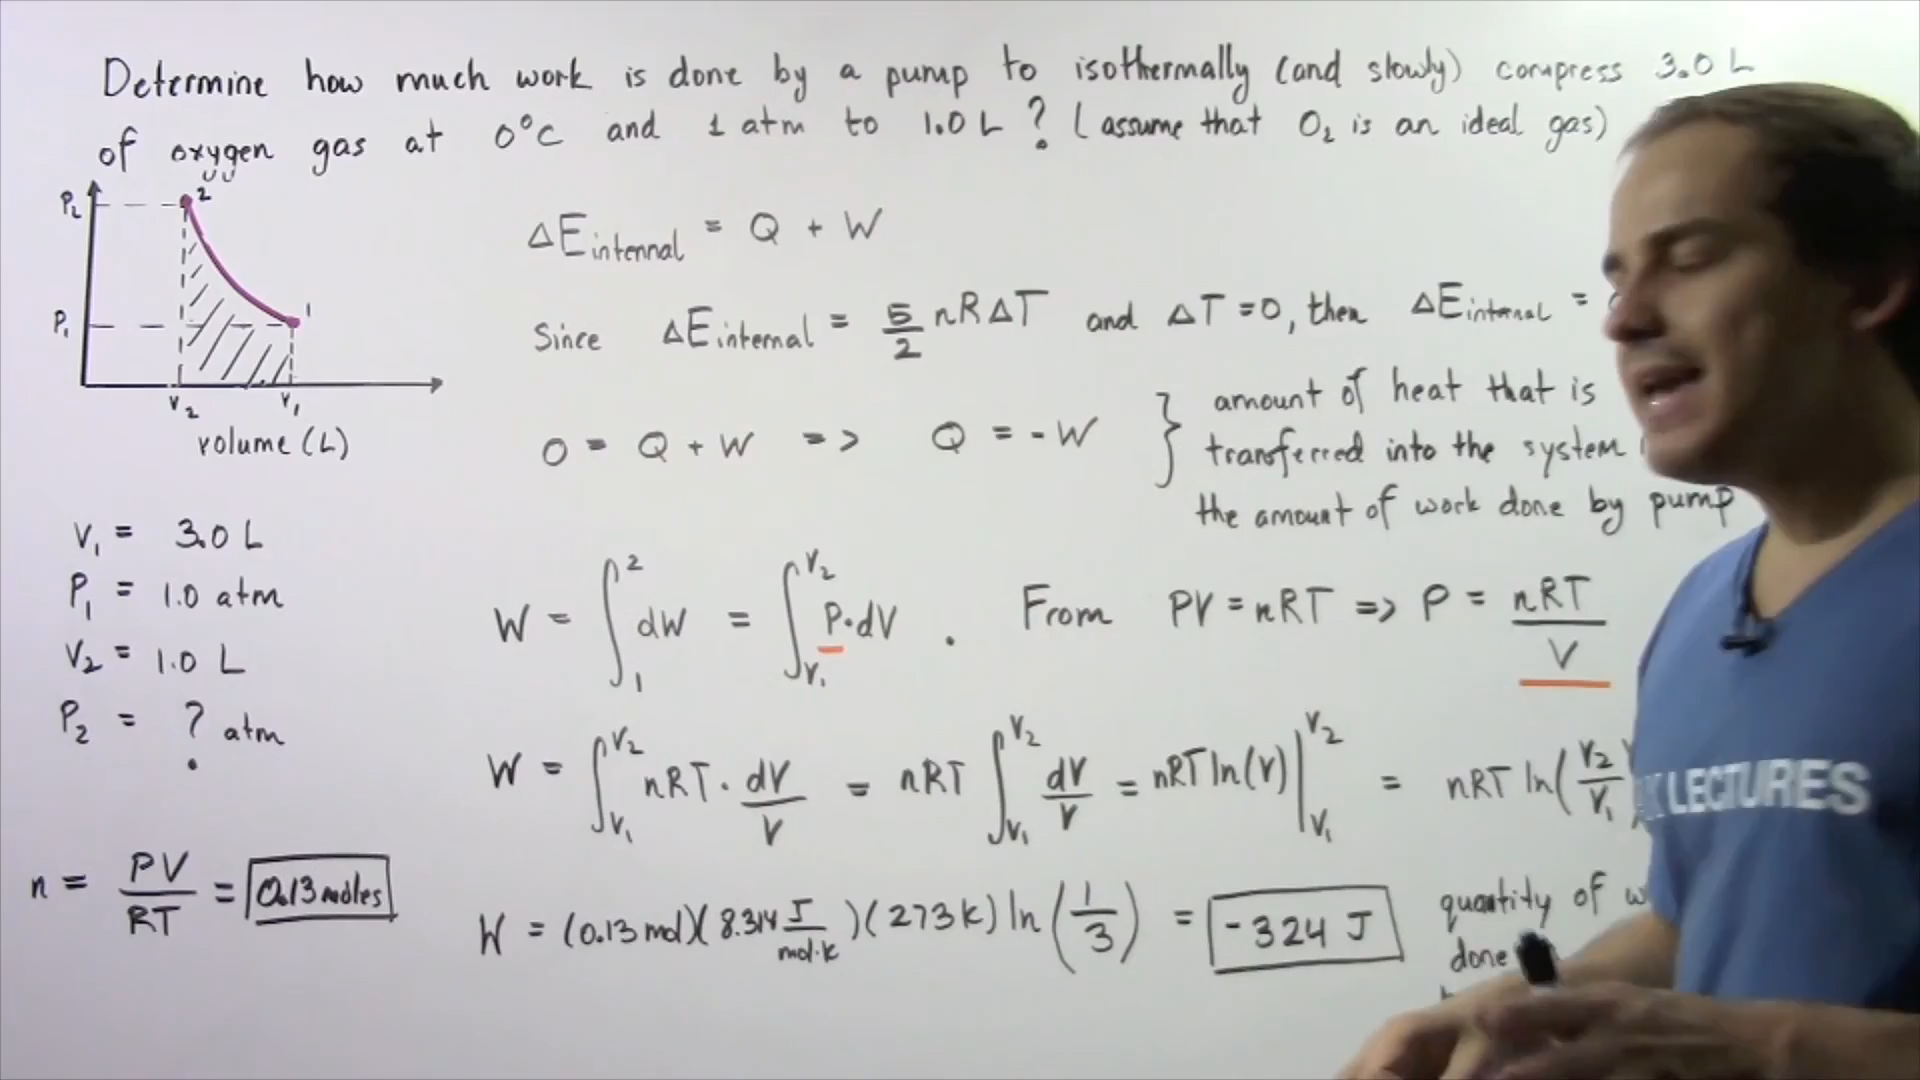 Determine how much work is done by a pump to isothermally (and slowly) compress 3.0 L
of oxygen gas at 0°C and 1 atm to 1.0 L ? (assume that O₂ is an ideal gas)
P₂
2
P₁
1
V₂ V₁
volume (L)
ΔEinternal = Q + W
Since ΔEinternal = 5/2 nRΔT and ΔT = 0, then ΔEinternal =
0 = Q + W => Q = -W } amount of heat that is
transferred into the system
the amount of work done by pump
V₁ = 3.0 L
P₁ = 1.0 atm
V₂ = 1.0 L
P₂ = ? atm
n = PV/RT = 0.13 moles
W = ∫₁² dW = ∫_V₁^V₂ P·dV . From PV = nRT => P = nRT/V
W = ∫_V₁^V₂ nRT · dV/V = nRT ∫_V₁^V₂ dV/V = nRT ln(V) |_V₁^V₂ = nRT ln(V₂/V₁)
W = (0.13 mol)(8.314 J/mol·K)(273 K) ln(1/3) = -324 J
quantity of
done
LECTURES